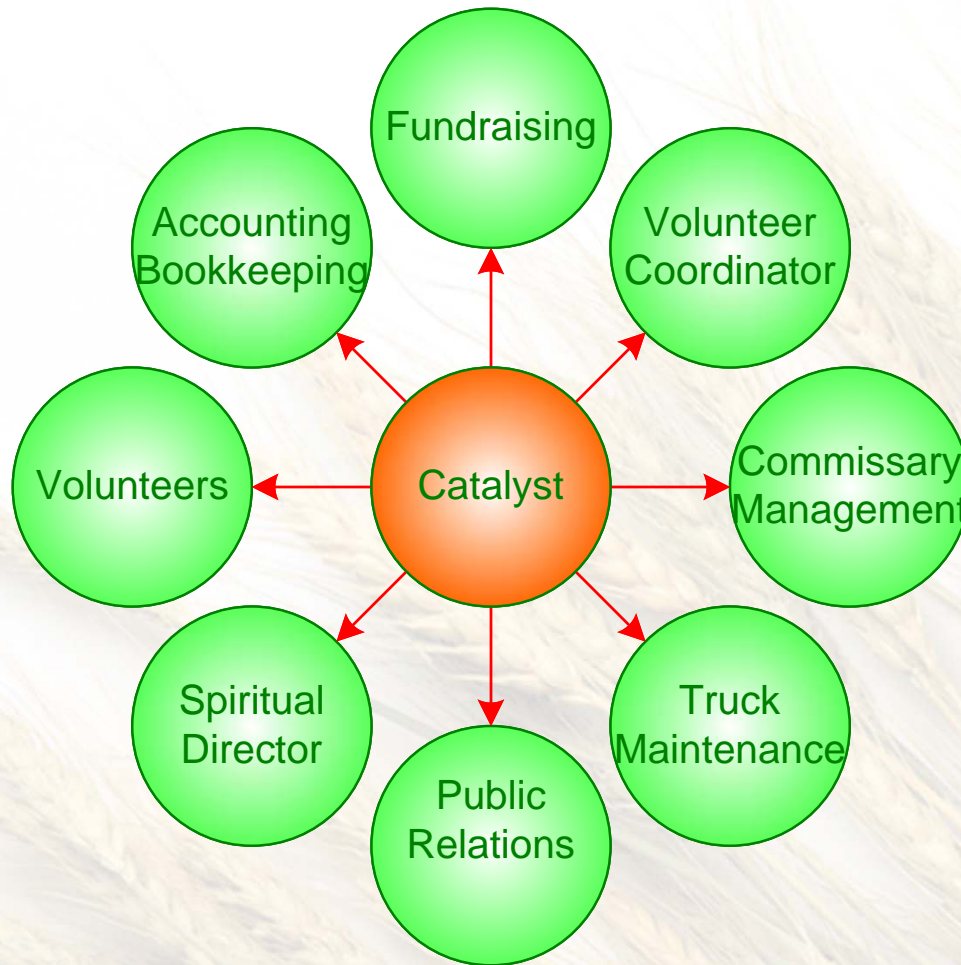 Fundraising
Accounting
Bookkeeping
Volunteer
Coordinator
Volunteers
Catalyst
Commissary
Management
Spiritual
Director
Truck
Maintenance
Public
Relations